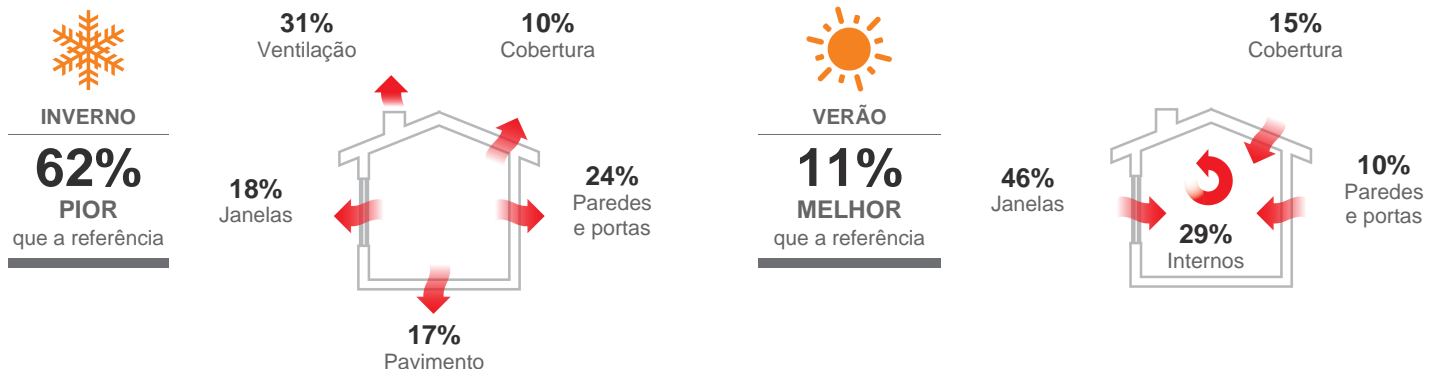 INVERNO
62%
PIOR
que a referência
31%
Ventilação
10%
Cobertura
18%
Janelas
24%
Paredes
e portas
17%
Pavimento
VERÃO
11%
MELHOR
que a referência
15%
Cobertura
46%
Janelas
10%
Paredes
e portas
29%
Internos